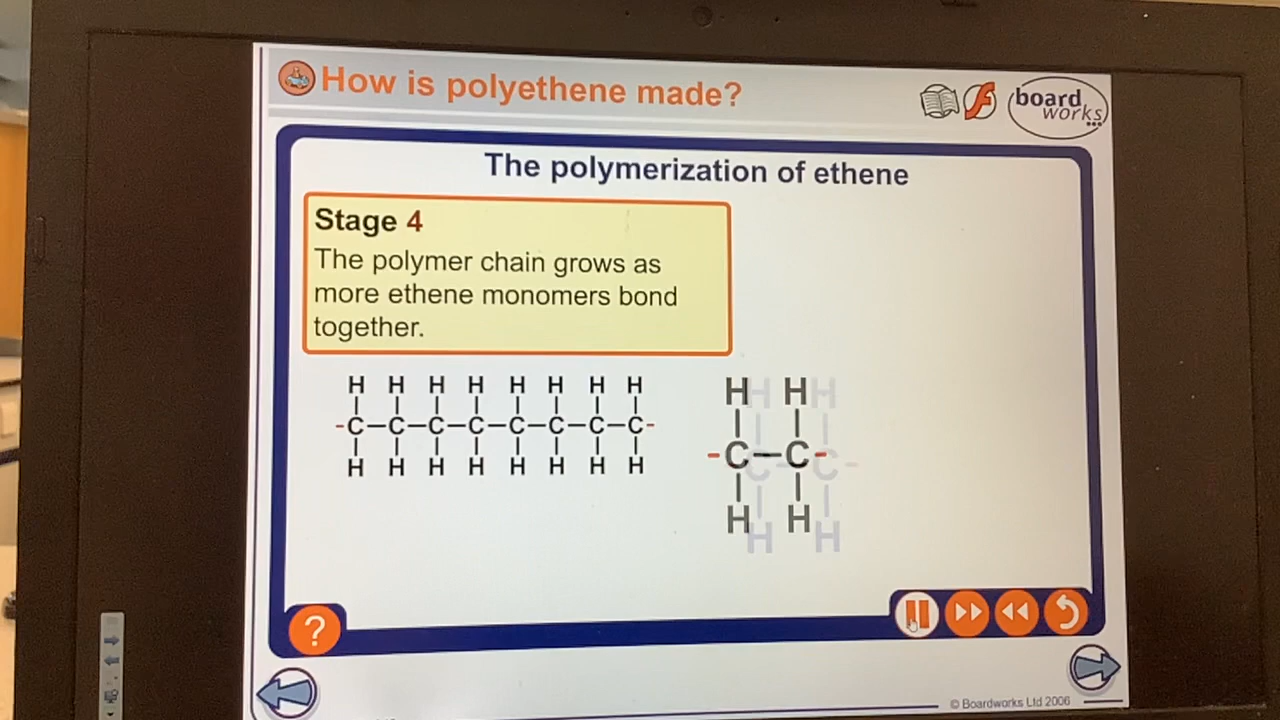 How is polyethene made?
board
works
The polymerization of ethene
Stage 4
The polymer chain grows as
more ethene monomers bond
together.
H H H H H H H H
-C-C-C-C-C-C-C-C-
H H H H H H H H
H H
-C-C-
H H
?
© Boardworks Ltd 2006